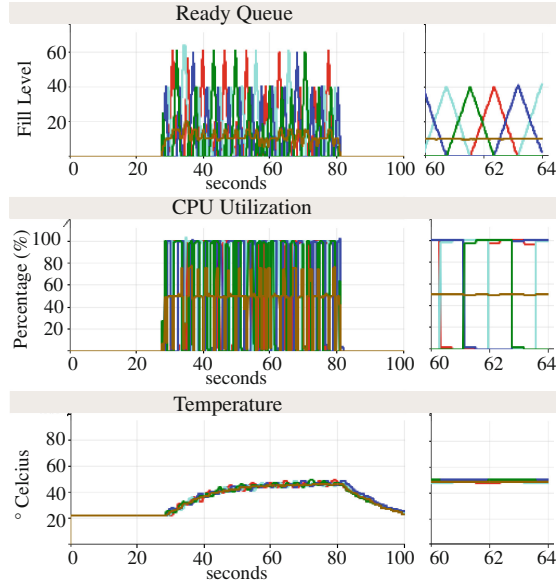 Ready Queue
Fill Level
60
40
20
0 20 40 60 80 100
seconds
60 62 64
CPU Utilization
Percentage (%)
100
80
60
40
20
0 20 40 60 80 100
seconds
60 62 64
Temperature
° Celcius
80
60
40
20
0 20 40 60 80 100
seconds
60 62 64